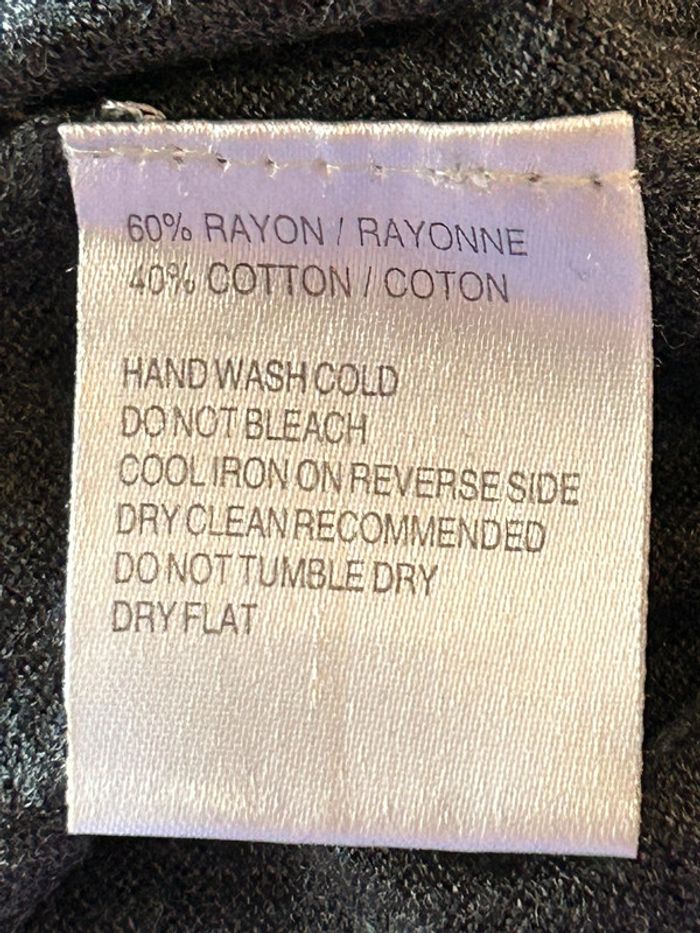 60% RAYON / RAYONNE
40% COTTON / COTON
HAND WASH COLD
DO NOT BLEACH
COOL IRON ON REVERSE SIDE
DRY CLEAN RECOMMENDED
DO NOT TUMBLE DRY
DRY FLAT